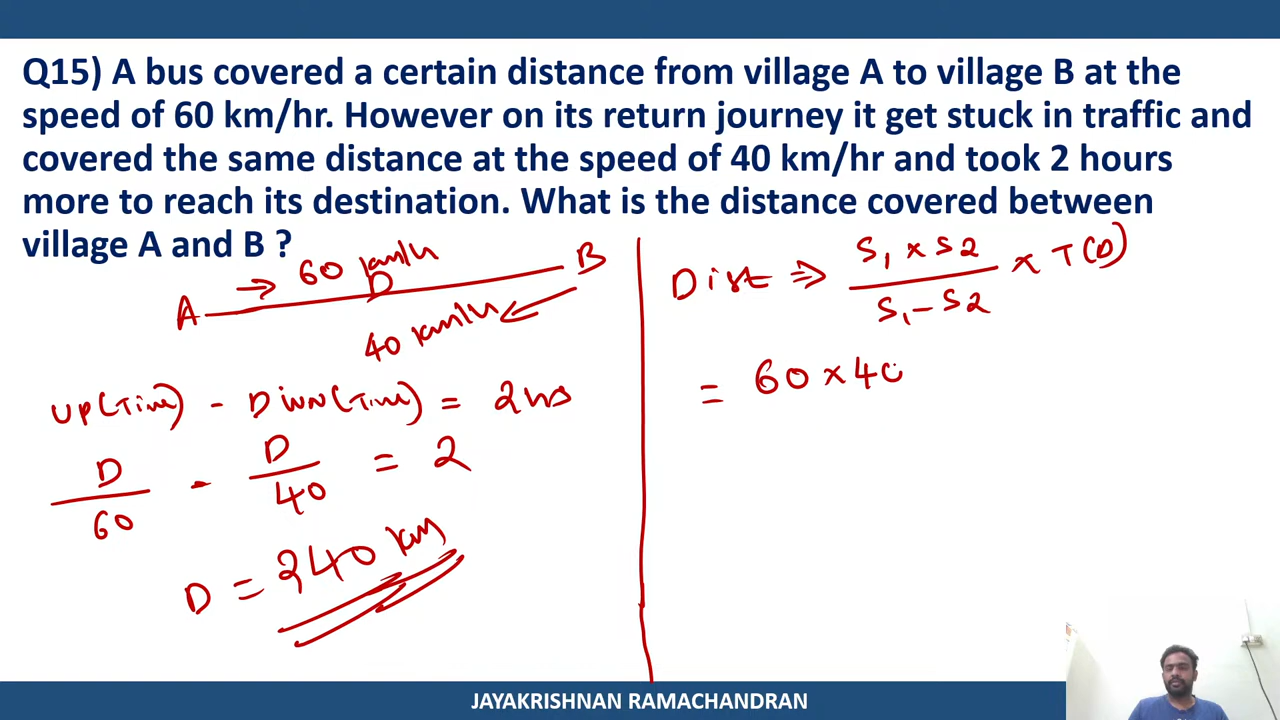 Q15) A bus covered a certain distance from village A to village B at the
speed of 60 km/hr. However on its return journey it get stuck in traffic and
covered the same distance at the speed of 40 km/hr and took 2 hours
more to reach its destination. What is the distance covered between
village A and B ?
A → 60 km/h B
D
40 km/h
Up(Time) - Down(Time) = 2hs
D/60 - D/40 = 2
D = 240 km
Dist ⇒ S1 × S2 / S1 - S2 × T(D)
= 60 × 40
JAYAKRISHNAN RAMACHANDRAN